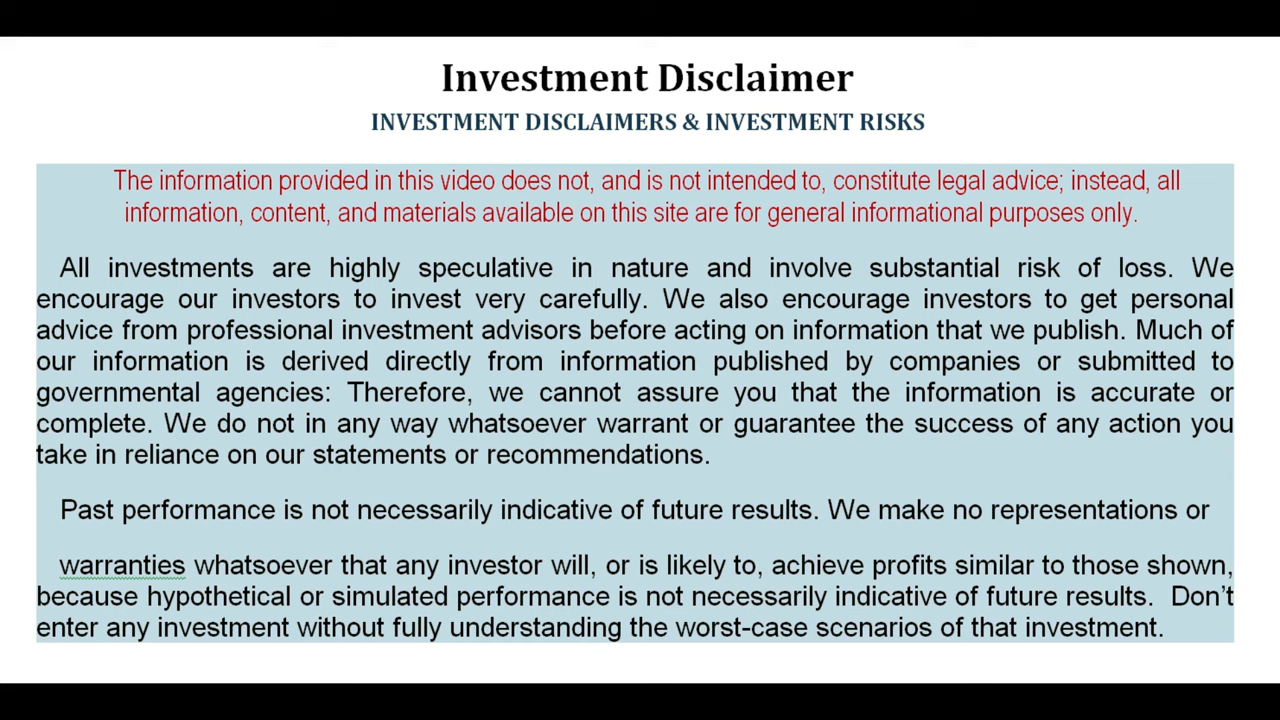 Investment Disclaimer
INVESTMENT DISCLAIMERS & INVESTMENT RISKS
The information provided in this video does not, and is not intended to, constitute legal advice; instead, all
information, content, and materials available on this site are for general informational purposes only.
All investments are highly speculative in nature and involve substantial risk of loss. We
encourage our investors to invest very carefully. We also encourage investors to get personal
advice from professional investment advisors before acting on information that we publish. Much of
our information is derived directly from information published by companies or submitted to
governmental agencies: Therefore, we cannot assure you that the information is accurate or
complete. We do not in any way whatsoever warrant or guarantee the success of any action you
take in reliance on our statements or recommendations.
Past performance is not necessarily indicative of future results. We make no representations or
warranties whatsoever that any investor will, or is likely to, achieve profits similar to those shown,
because hypothetical or simulated performance is not necessarily indicative of future results. Don’t
enter any investment without fully understanding the worst-case scenarios of that investment.